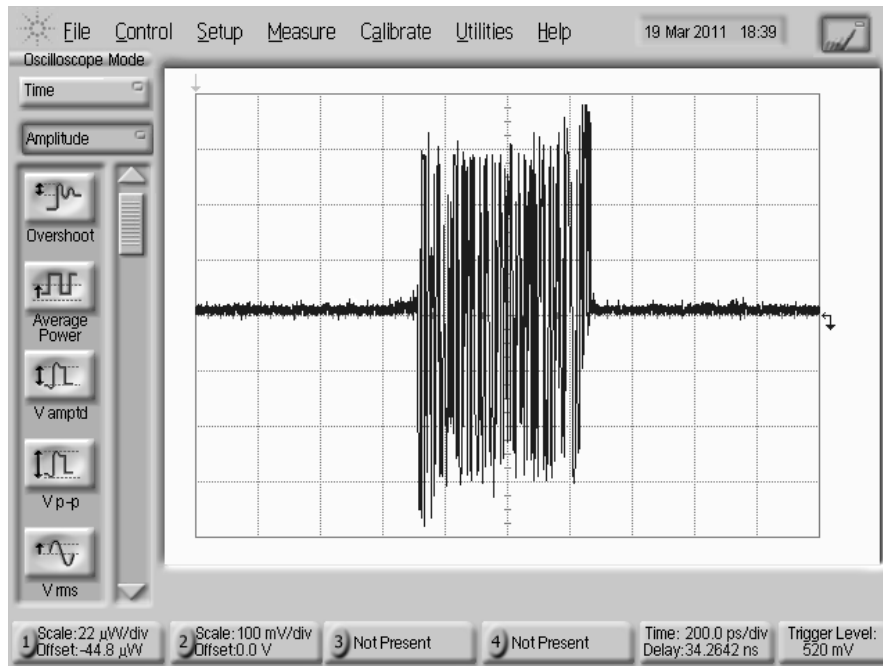 File Control Setup Measure Calibrate Utilities Help 19 Mar 2011 18:39
Oscilloscope Mode
Time
Amplitude
Overshoot
Average
Power
V amptd
V p-p
V rms
1 Scale:22 µW/div
Offset:-44.8 µW
2 Scale:100 mV/div
Offset:0.0 V
3 Not Present
4 Not Present
Time: 200.0 ps/div
Delay:34.2642 ns
Trigger Level:
520 mV